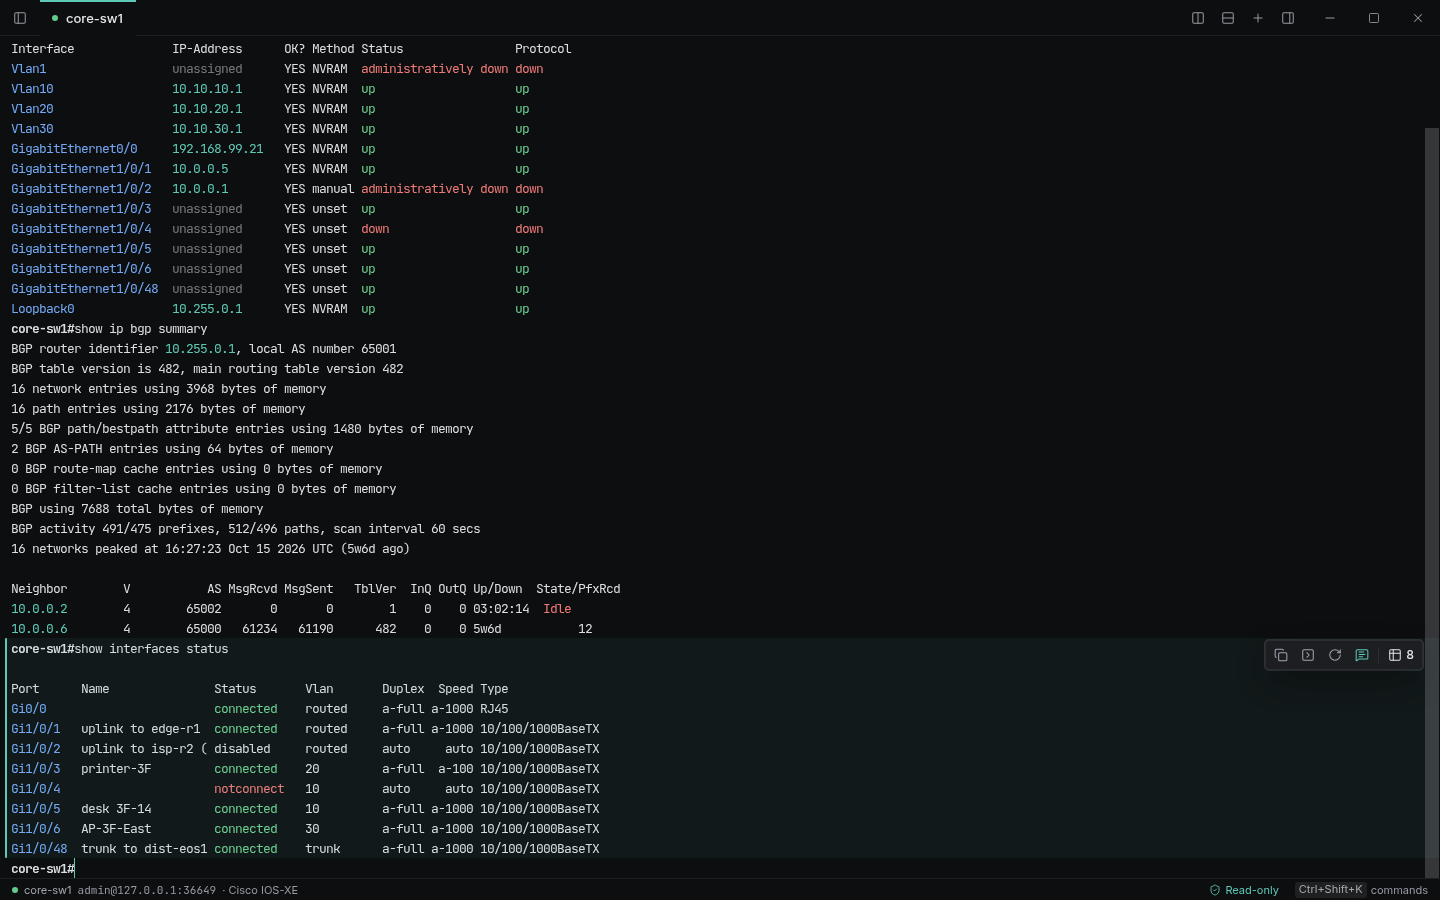 core-sw1
Interface IP-Address OK? Method Status Protocol
Vlan1 unassigned YES NVRAM administratively down down
Vlan10 10.10.10.1 YES NVRAM up up
Vlan20 10.10.20.1 YES NVRAM up up
Vlan30 10.10.30.1 YES NVRAM up up
GigabitEthernet0/0 192.168.99.21 YES NVRAM up up
GigabitEthernet1/0/1 10.0.0.5 YES NVRAM up up
GigabitEthernet1/0/2 10.0.0.1 YES manual administratively down down
GigabitEthernet1/0/3 unassigned YES unset up up
GigabitEthernet1/0/4 unassigned YES unset down down
GigabitEthernet1/0/5 unassigned YES unset up up
GigabitEthernet1/0/6 unassigned YES unset up up
GigabitEthernet1/0/48 unassigned YES unset up up
Loopback0 10.255.0.1 YES NVRAM up up
core-sw1#show ip bgp summary
BGP router identifier 10.255.0.1, local AS number 65001
BGP table version is 482, main routing table version 482
16 network entries using 3968 bytes of memory
16 path entries using 2176 bytes of memory
5/5 BGP path/bestpath attribute entries using 1480 bytes of memory
2 BGP AS-PATH entries using 64 bytes of memory
0 BGP route-map cache entries using 0 bytes of memory
0 BGP filter-list cache entries using 0 bytes of memory
BGP using 7688 total bytes of memory
BGP activity 491/475 prefixes, 512/496 paths, scan interval 60 secs
16 networks peaked at 16:27:23 Oct 15 2026 UTC (5w6d ago)
Neighbor V AS MsgRcvd MsgSent TblVer InQ OutQ Up/Down State/PfxRcd
10.0.0.2 4 65002 0 0 1 0 0 03:02:14 Idle
10.0.0.6 4 65000 61234 61190 482 0 0 5w6d 12
core-sw1#show interfaces status
8
Port Name Status Vlan Duplex Speed Type
Gi0/0 connected routed a-full a-1000 RJ45
Gi1/0/1 uplink to edge-r1 connected routed a-full a-1000 10/100/1000BaseTX
Gi1/0/2 uplink to isp-r2 ( disabled routed auto auto 10/100/1000BaseTX
Gi1/0/3 printer-3F connected 20 a-full a-100 10/100/1000BaseTX
Gi1/0/4 notconnect 10 auto auto 10/100/1000BaseTX
Gi1/0/5 desk 3F-14 connected 10 a-full a-1000 10/100/1000BaseTX
Gi1/0/6 AP-3F-East connected 30 a-full a-1000 10/100/1000BaseTX
Gi1/0/48 trunk to dist-eos1 connected trunk a-full a-1000 10/100/1000BaseTX
core-sw1#
core-sw1 admin@127.0.0.1:36649 · Cisco IOS-XE Read-only Ctrl+Shift+K commands